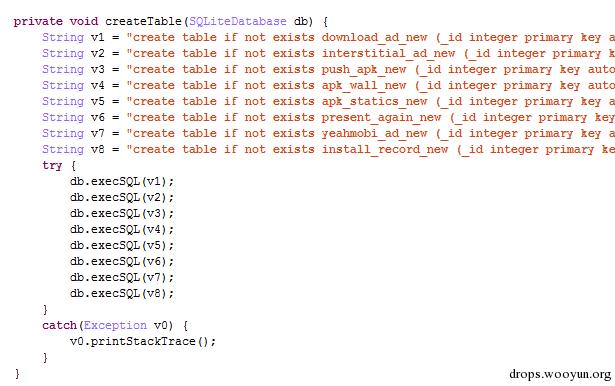 private void createTable(SQLiteDatabase db) {
String v1 = "create table if not exists download_ad_new (_id integer primary key a
String v2 = "create table if not exists interstitial_ad_new (_id integer primary k
String v3 = "create table if not exists push_apk_new (_id integer primary key auto
String v4 = "create table if not exists apk_wall_new (_id integer primary key auto
String v5 = "create table if not exists apk_statics_new (_id integer primary key a
String v6 = "create table if not exists present_again_new (_id integer primary key
String v7 = "create table if not exists yeahmobi_ad_new (_id integer primary key a
String v8 = "create table if not exists install_record_new (_id integer primary ke
try {
db.execSQL(v1);
db.execSQL(v2);
db.execSQL(v3);
db.execSQL(v4);
db.execSQL(v5);
db.execSQL(v6);
db.execSQL(v7);
db.execSQL(v8);
}
catch(Exception v0) {
v0.printStackTrace();
}
}
drops.wooyun.org